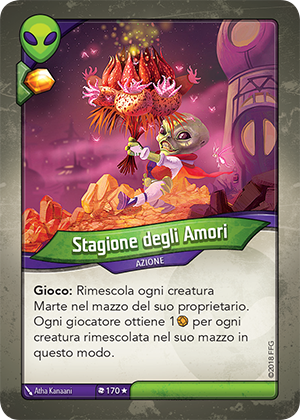 Stagione degli Amori
AZIONE
Gioco: Rimescola ogni creatura
Marte nel mazzo del suo proprietario.
Ogni giocatore ottiene 1 per ogni
creatura rimescolata nel suo mazzo in
questo modo.
©2018 FFG
Atha Kanaani
170